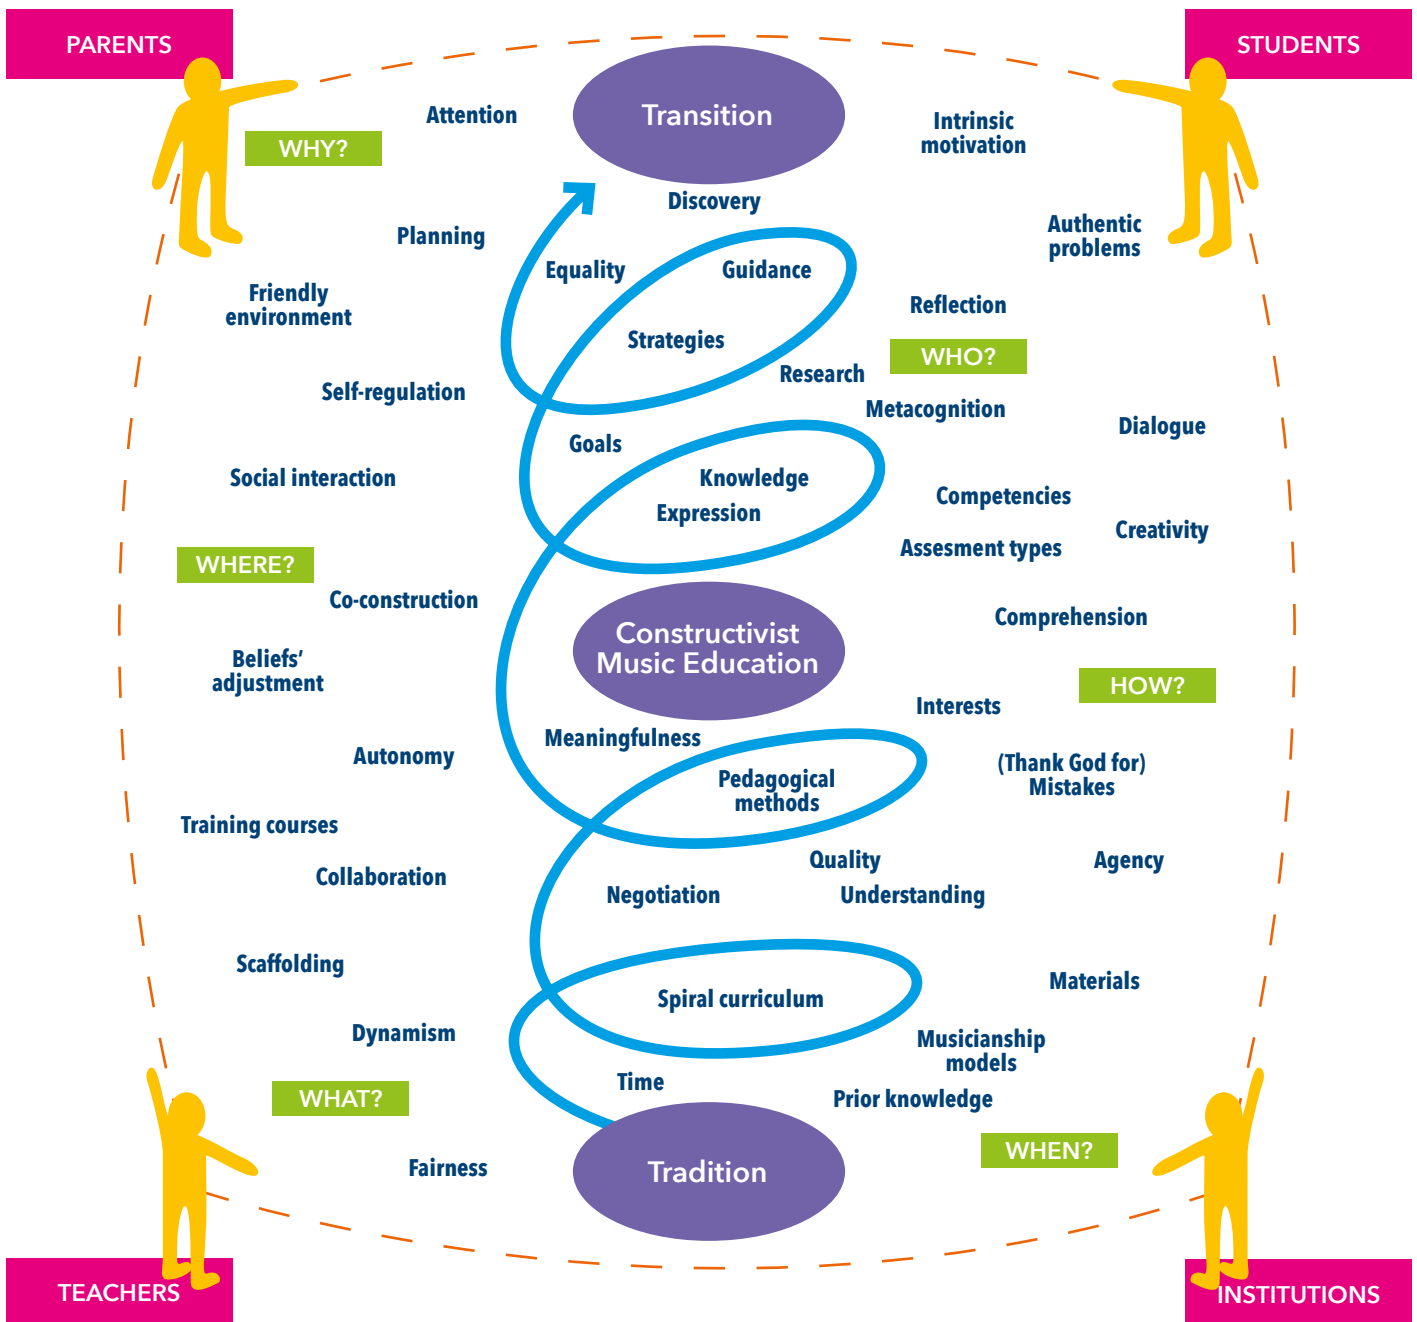 PARENTS
STUDENTS
Attention
Transition
Intrinsic
motivation
WHY?
Discovery
Planning
Authentic
problems
Equality
Guidance
Friendly
environment
Reflection
Strategies
WHO?
Research
Self-regulation
Metacognition
Dialogue
Goals
Social interaction
Knowledge
Competencies
Expression
Creativity
Assesment types
WHERE?
Co-construction
Comprehension
Constructivist
Music Education
Beliefs’
adjustment
HOW?
Interests
Meaningfulness
Autonomy
(Thank God for)
Mistakes
Pedagogical
methods
Training courses
Quality
Agency
Collaboration
Negotiation
Understanding
Scaffolding
Materials
Spiral curriculum
Dynamism
Musicianship
models
Time
WHAT?
Prior knowledge
WHEN?
Fairness
Tradition
TEACHERS
INSTITUTIONS